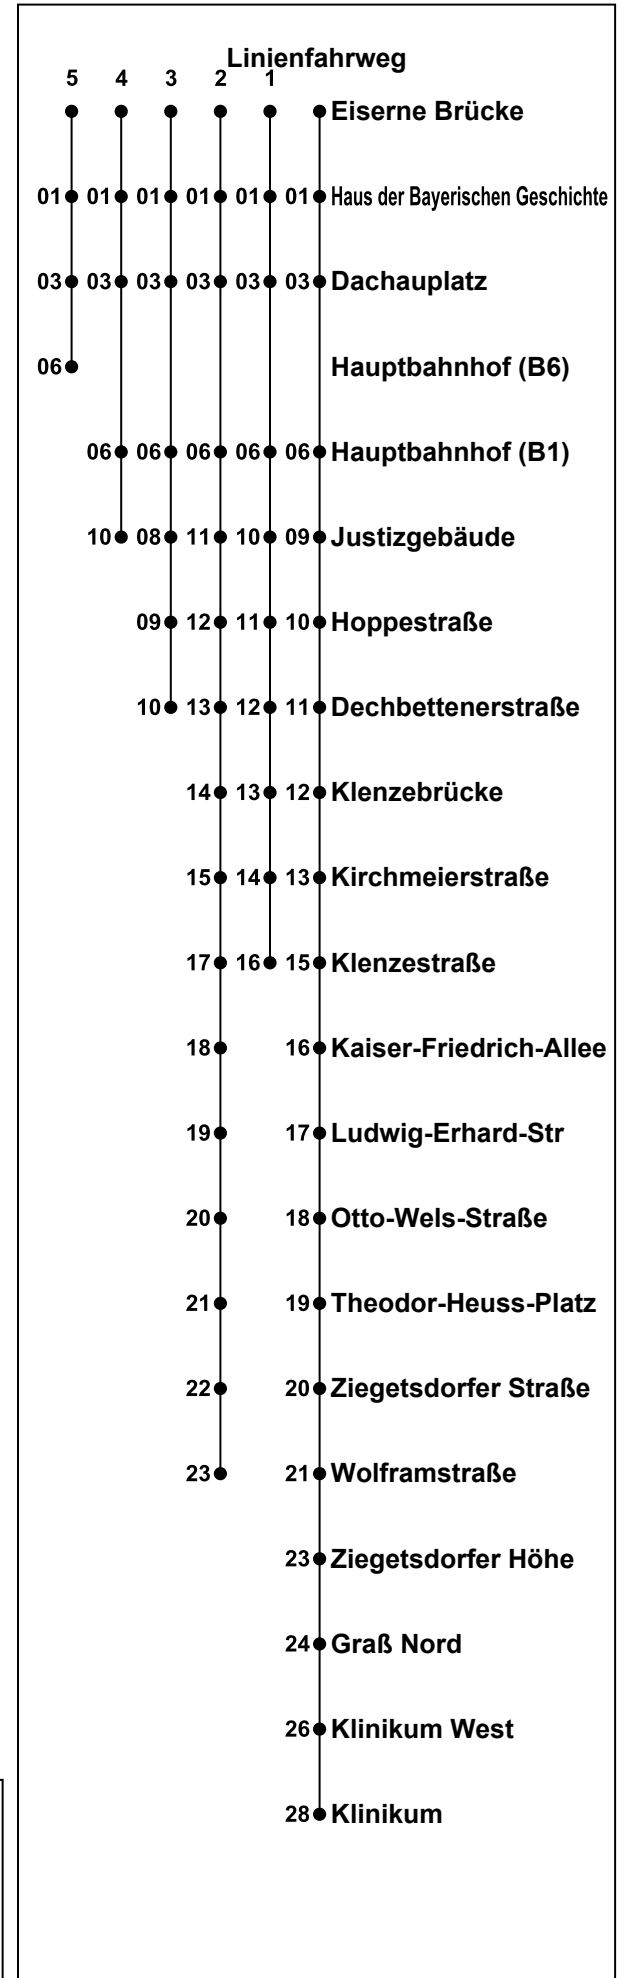 Linienfahrweg
5 4 3 2 1
Eiserne Brücke
01 01 01 01 01 01 Haus der Bayerischen Geschichte
03 03 03 03 03 03 Dachauplatz
06 Hauptbahnhof (B6)
06 06 06 06 06 Hauptbahnhof (B1)
10 08 11 10 09 Justizgebäude
09 12 11 10 Hoppestraße
10 13 12 11 Dechbettenerstraße
14 13 12 Klenzebrücke
15 14 13 Kirchmeierstraße
17 16 15 Klenzestraße
18 16 Kaiser-Friedrich-Allee
19 17 Ludwig-Erhard-Str
20 18 Otto-Wels-Straße
21 19 Theodor-Heuss-Platz
22 20 Ziegetsdorfer Straße
23 21 Wolframstraße
23 Ziegetsdorfer Höhe
24 Graß Nord
26 Klinikum West
28 Klinikum